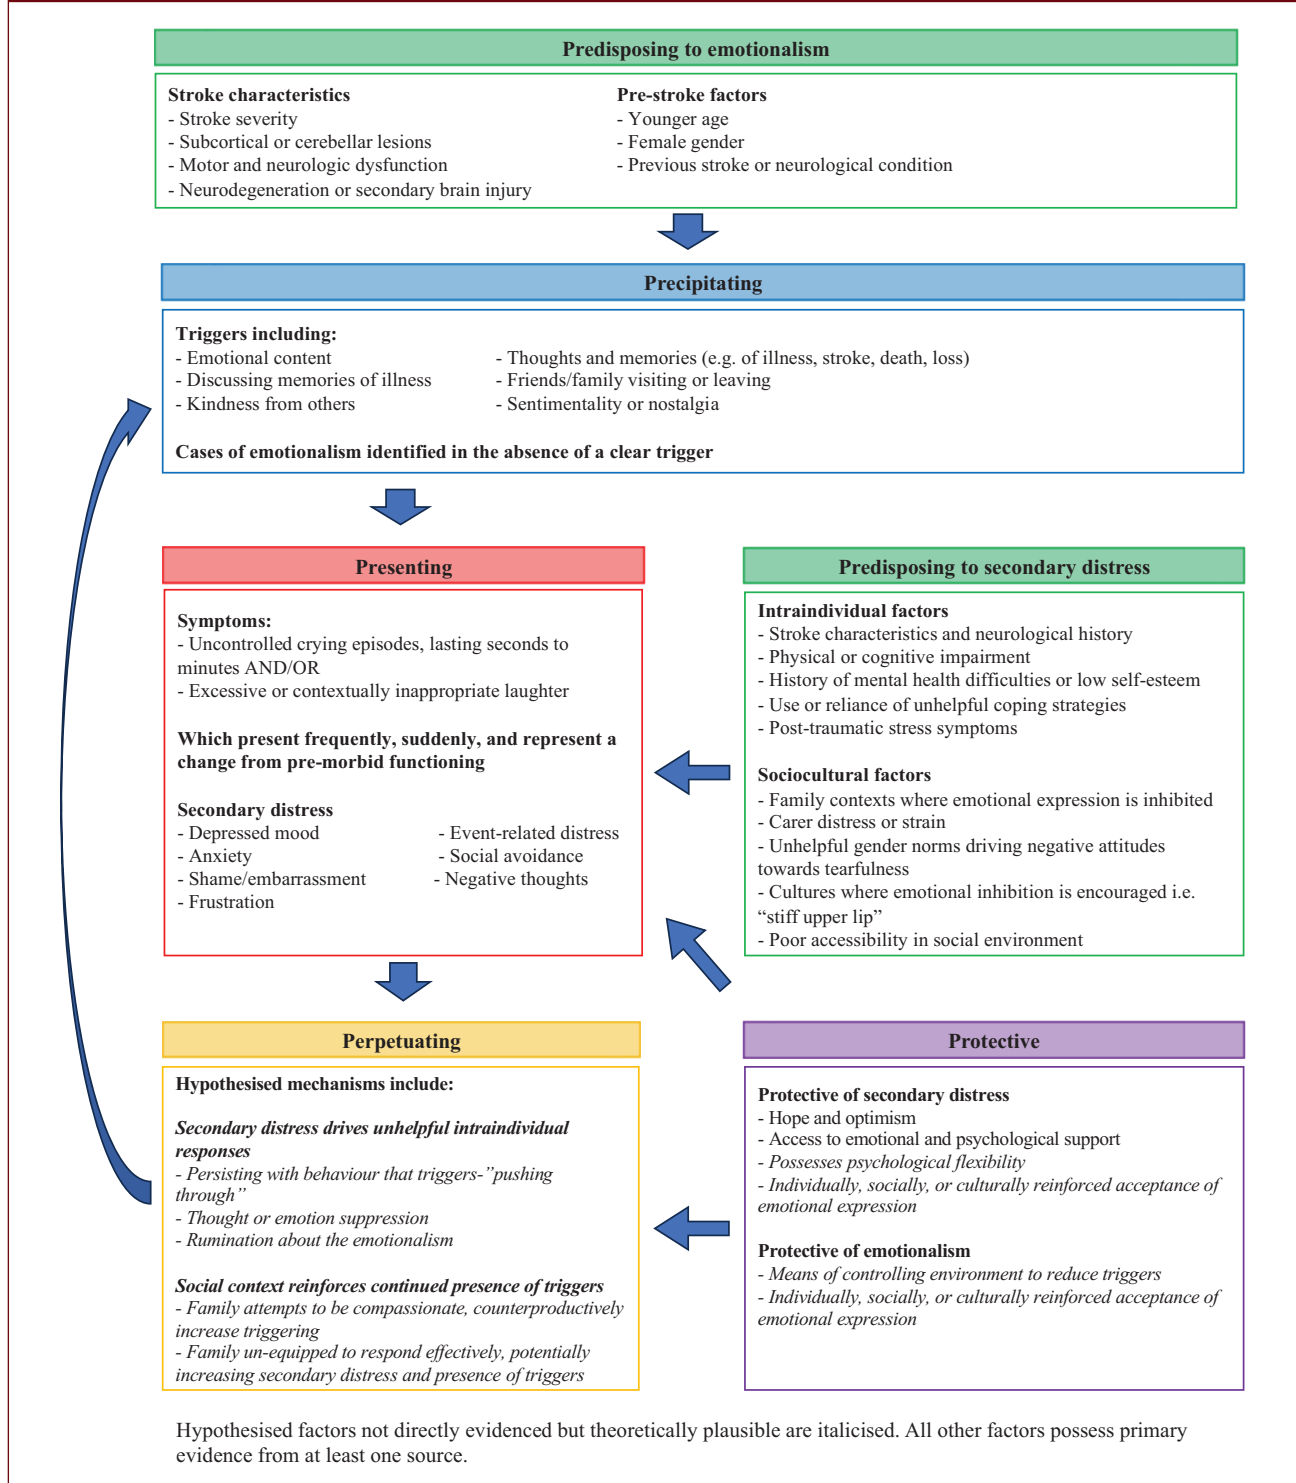 Predisposing to emotionalism
Stroke characteristics
- Stroke severity
- Subcortical or cerebellar lesions
- Motor and neurologic dysfunction
- Neurodegeneration or secondary brain injury
Pre-stroke factors
- Younger age
- Female gender
- Previous stroke or neurological condition
Precipitating
Triggers including:
- Emotional content
- Discussing memories of illness
- Kindness from others
- Thoughts and memories (e.g. of illness, stroke, death, loss)
- Friends/family visiting or leaving
- Sentimentality or nostalgia
Cases of emotionalism identified in the absence of a clear trigger
Presenting
Symptoms:
- Uncontrolled crying episodes, lasting seconds to
minutes AND/OR
- Excessive or contextually inappropriate laughter
Which present frequently, suddenly, and represent a
change from pre-morbid functioning
Secondary distress
- Depressed mood
- Anxiety
- Shame/embarrassment
- Frustration
- Event-related distress
- Social avoidance
- Negative thoughts
Predisposing to secondary distress
Intraindividual factors
- Stroke characteristics and neurological history
- Physical or cognitive impairment
- History of mental health difficulties or low self-esteem
- Use or reliance of unhelpful coping strategies
- Post-traumatic stress symptoms
Sociocultural factors
- Family contexts where emotional expression is inhibited
- Carer distress or strain
- Unhelpful gender norms driving negative attitudes
towards tearfulness
- Cultures where emotional inhibition is encouraged i.e.
“stiff upper lip”
- Poor accessibility in social environment
Perpetuating
Hypothesised mechanisms include:
Secondary distress drives unhelpful intraindividual
responses
- Persisting with behaviour that triggers-”pushing
through”
- Thought or emotion suppression
- Rumination about the emotionalism
Social context reinforces continued presence of triggers
- Family attempts to be compassionate, counterproductively
increase triggering
- Family un-equipped to respond effectively, potentially
increasing secondary distress and presence of triggers
Protective
Protective of secondary distress
- Hope and optimism
- Access to emotional and psychological support
- Possesses psychological flexibility
- Individually, socially, or culturally reinforced acceptance of
emotional expression
Protective of emotionalism
- Means of controlling environment to reduce triggers
- Individually, socially, or culturally reinforced acceptance of
emotional expression
Hypothesised factors not directly evidenced but theoretically plausible are italicised. All other factors possess primary
evidence from at least one source.